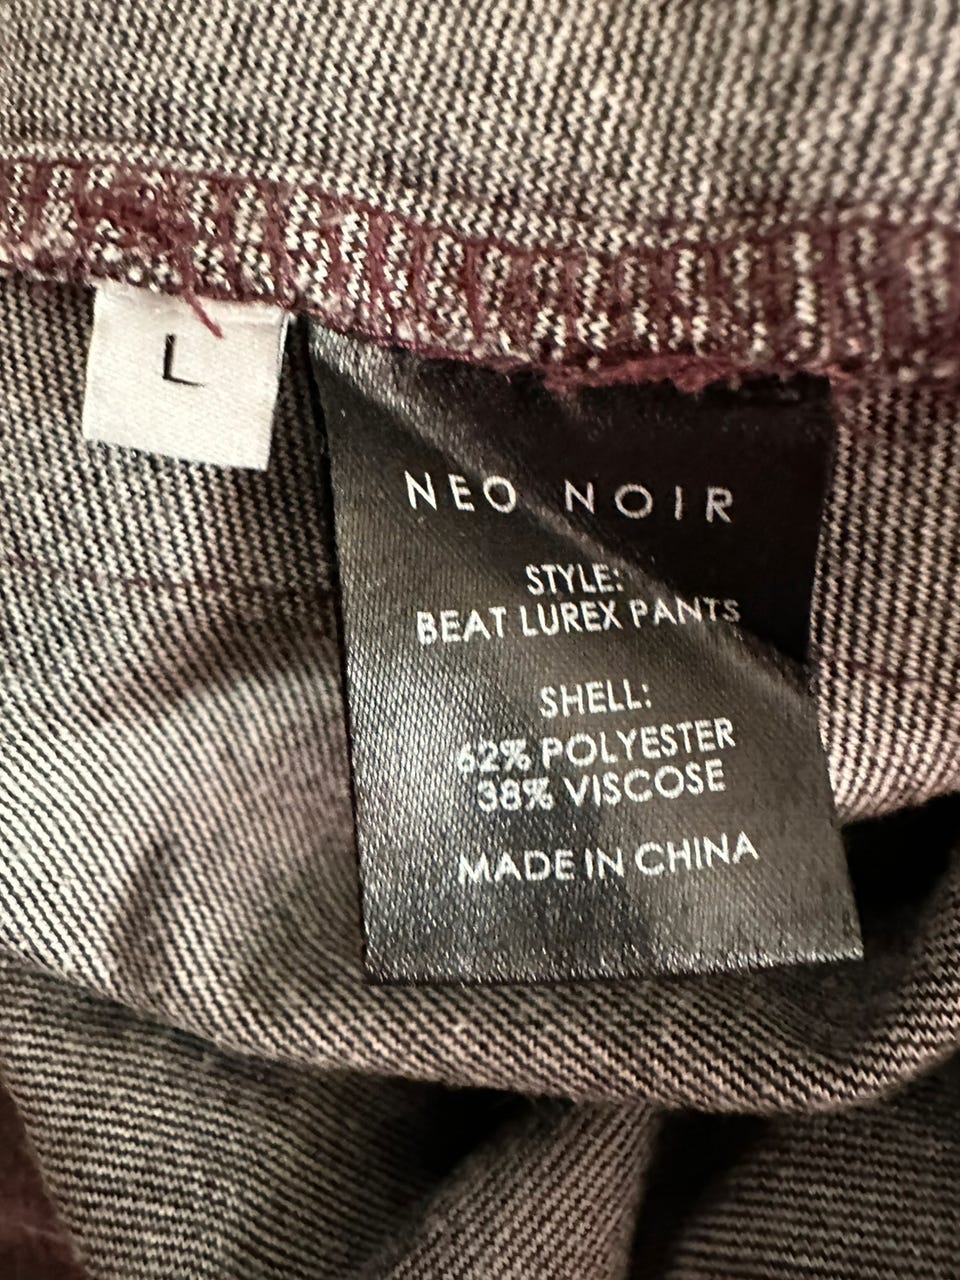 L
NEO NOIR
STYLE:
BEAT LUREX PANTS
SHELL:
62% POLYESTER
38% VISCOSE
MADE IN CHINA